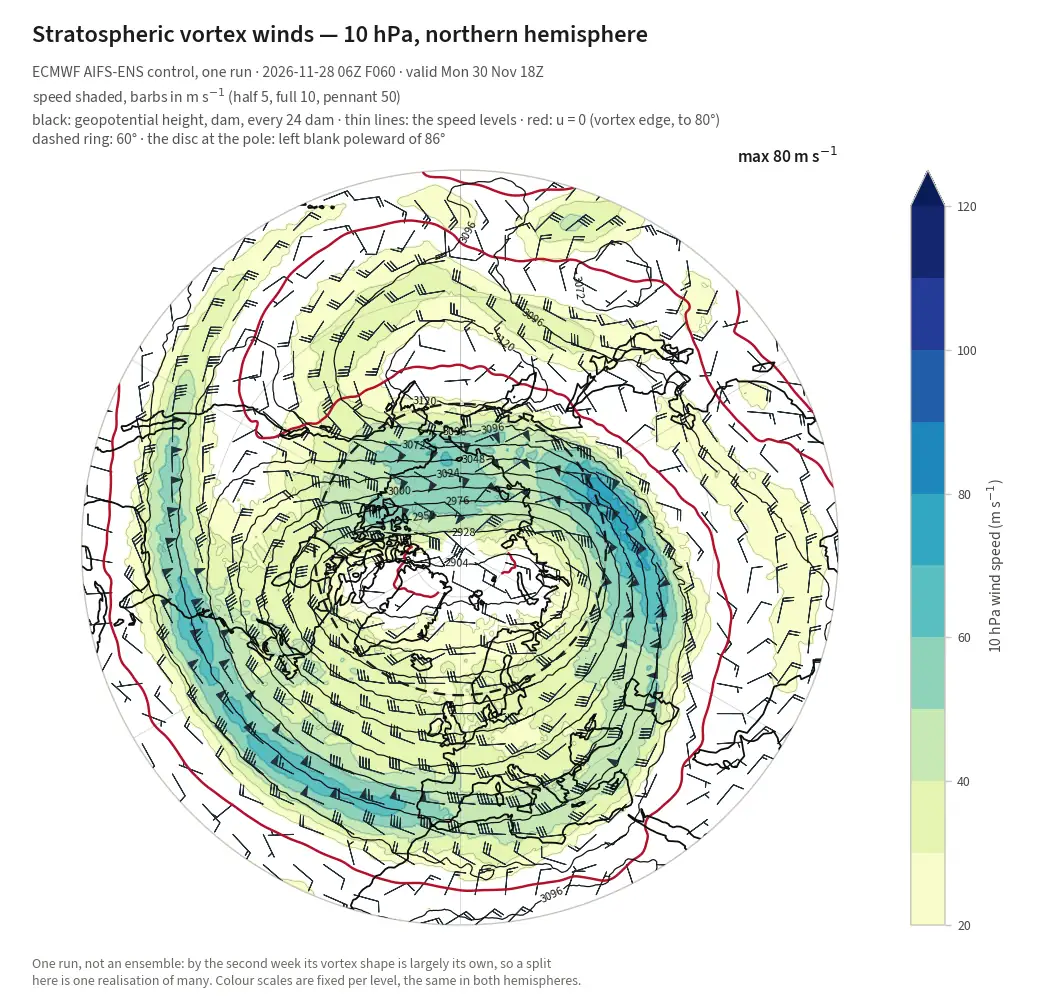 Stratospheric vortex winds — 10 hPa, northern hemisphere
ECMWF AIFS-ENS control, one run · 2026-11-28 06Z F060 · valid Mon 30 Nov 18Z
speed shaded, barbs in m s⁻¹ (half 5, full 10, pennant 50)
black: geopotential height, dam, every 24 dam · thin lines: the speed levels · red: u = 0 (vortex edge, to 80°)
dashed ring: 60° · the disc at the pole: left blank poleward of 86°
max 80 m s⁻¹
3096
3072
3096
3120
3120
3096
3096
3072
3048
3024
3000
2976
2928
2904
3096
120
100
80
60
40
20
10 hPa wind speed (m s⁻¹)
One run, not an ensemble: by the second week its vortex shape is largely its own, so a split
here is one realisation of many. Colour scales are fixed per level, the same in both hemispheres.